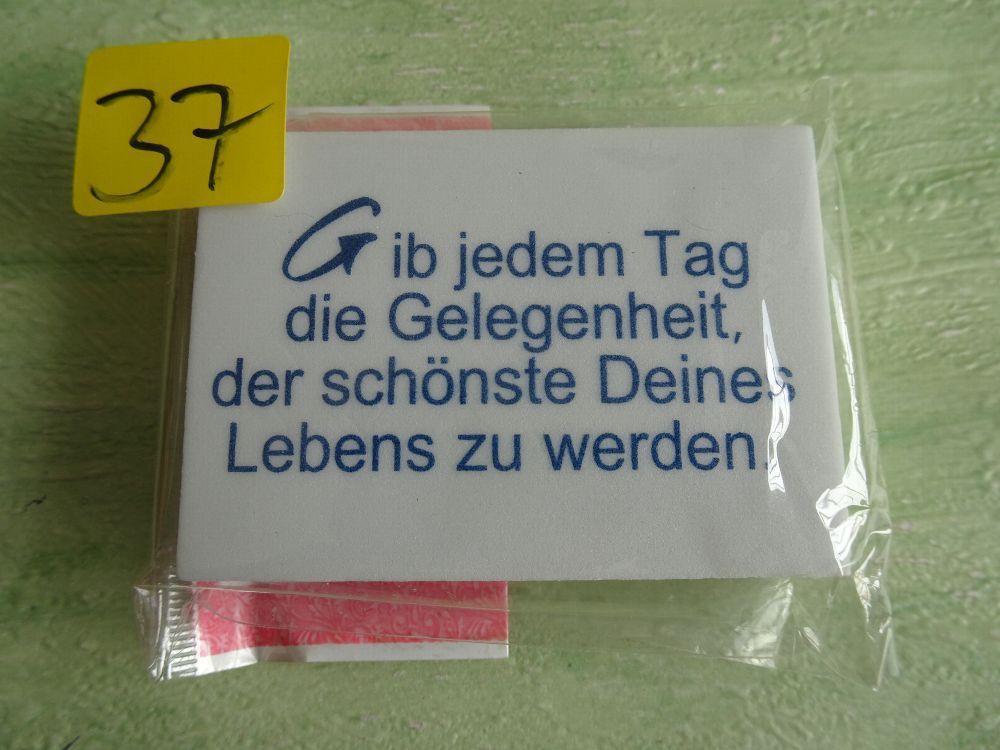 37
Gib jedem Tag
die Gelegenheit,
der schönste Deines
Lebens zu werden.